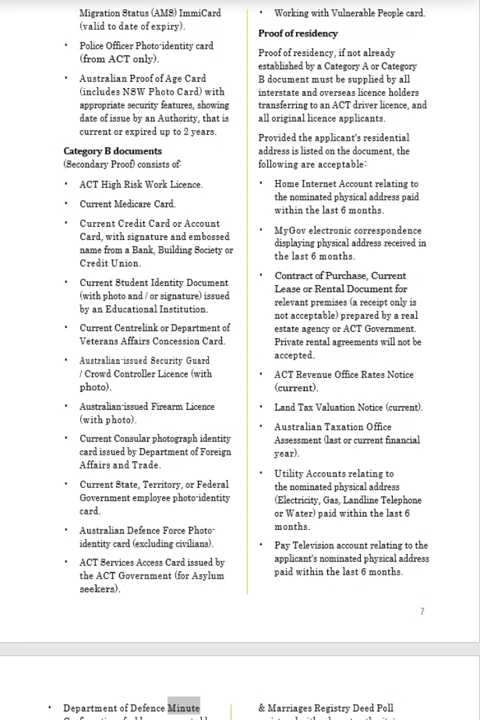 Migration Status (AMS) ImmiCard
(valid to date of expiry).
• Police Officer Photo-identity card
(from ACT only).
• Australian Proof of Age Card
(includes NSW Photo Card) with
appropriate security features, showing
date of issue by an Authority, that is
current or expired up to 2 years.
Category B documents
(Secondary Proof) consists of:
• ACT High Risk Work Licence.
• Current Medicare Card.
• Current Credit Card or Account
Card, with signature and embossed
name from a Bank, Building Society or
Credit Union.
• Current Student Identity Document
(with photo and / or signature) issued
by an Educational Institution.
• Current Centrelink or Department of
Veterans Affairs Concession Card.
• Australian-issued Security Guard
/ Crowd Controller Licence (with
photo).
• Australian-issued Firearm Licence
(with photo).
• Current Consular photograph identity
card issued by Department of Foreign
Affairs and Trade.
• Current State, Territory, or Federal
Government employee photo-identity
card.
• Australian Defence Force Photo-
identity card (excluding civilians).
• ACT Services Access Card issued by
the ACT Government (for Asylum
seekers).
• Working with Vulnerable People card.
Proof of residency
Proof of residency, if not already
established by a Category A or Category
B document must be supplied by all
interstate and overseas licence holders
transferring to an ACT driver licence, and
all original licence applicants.
Provided the applicant's residential
address is listed on the document, the
following are acceptable:
• Home Internet Account relating to
the nominated physical address paid
within the last 6 months.
• MyGov electronic correspondence
displaying physical address received in
the last 6 months.
• Contract of Purchase, Current
Lease or Rental Document for
relevant premises (a receipt only is
not acceptable) prepared by a real
estate agency or ACT Government.
Private rental agreements will not be
accepted.
• ACT Revenue Office Rates Notice
(current).
• Land Tax Valuation Notice (current).
• Australian Taxation Office
Assessment (last or current financial
year).
• Utility Accounts relating to
the nominated physical address
(Electricity, Gas, Landline Telephone
or Water) paid within the last 6
months.
• Pay Television account relating to the
applicant's nominated physical address
paid within the last 6 months.
7
• Department of Defence Minute
& Marriages Registry Deed Poll